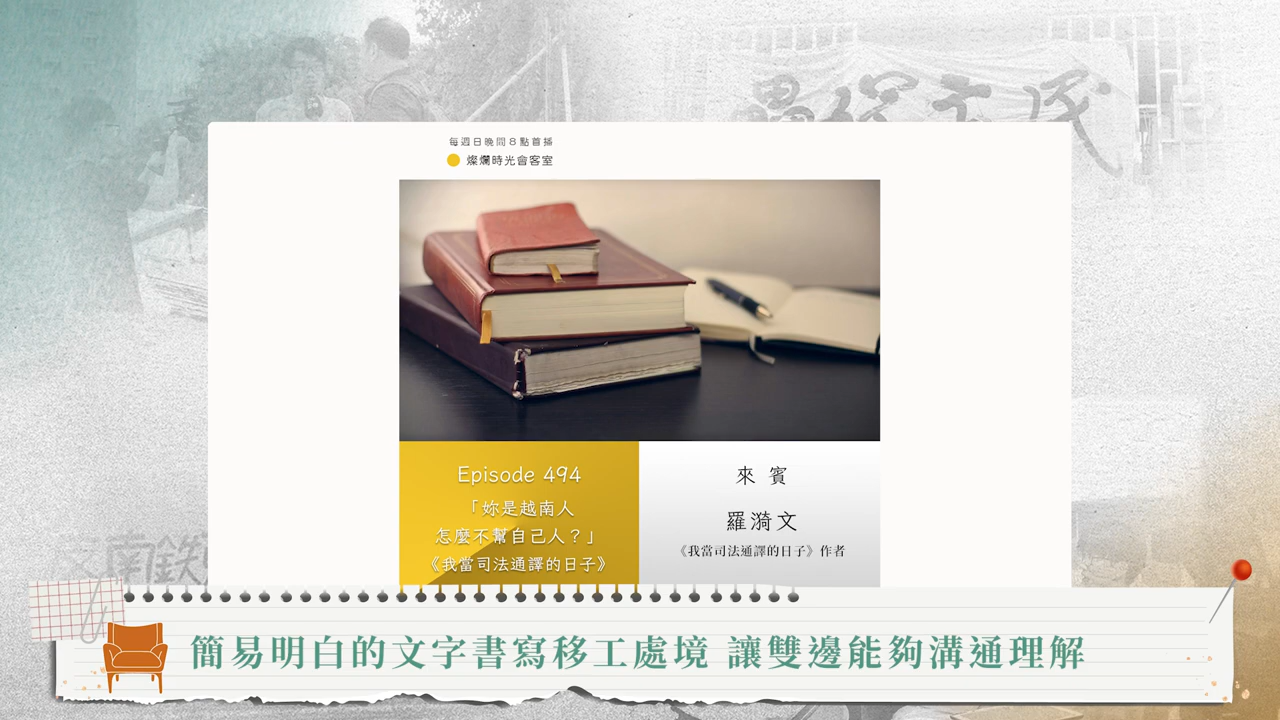 每週日晚間8點首播
燦爛時光會客室
Episode 494
「妳是越南人
怎麼不幫自己人？」
《我當司法通譯的日子》
來賓
羅漪文
《我當司法通譯的日子》作者
南鉄
簡易明白的文字書寫移工處境 讓雙邊能夠溝通理解